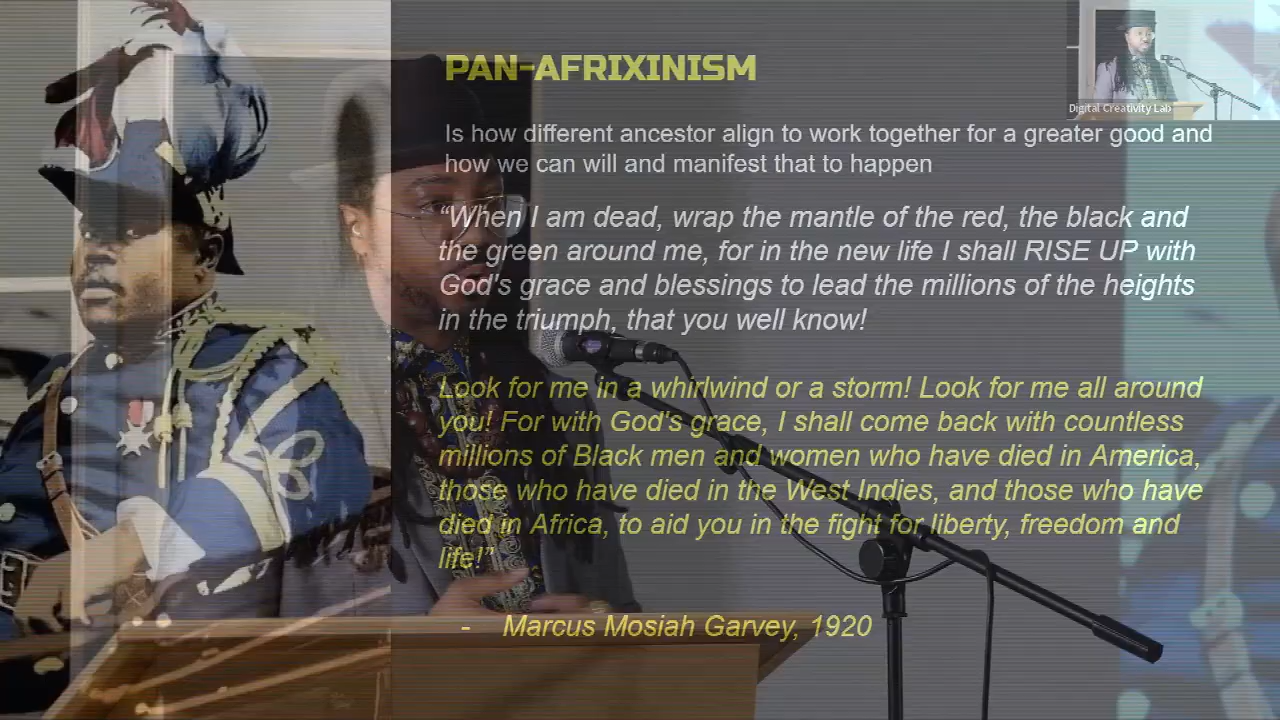 PAN-AFRIXINISM
Digital Creativity Lab
Is how different ancestor align to work together for a greater good and
how we can will and manifest that to happen
“When I am dead, wrap the mantle of the red, the black and
the green around me, for in the new life I shall RISE UP with
God's grace and blessings to lead the millions of the heights
in the triumph, that you well know!
Look for me in a whirlwind or a storm! Look for me all around
you! For with God's grace, I shall come back with countless
millions of Black men and women who have died in America,
those who have died in the West Indies, and those who have
died in Africa, to aid you in the fight for liberty, freedom and
life!”
- Marcus Mosiah Garvey, 1920